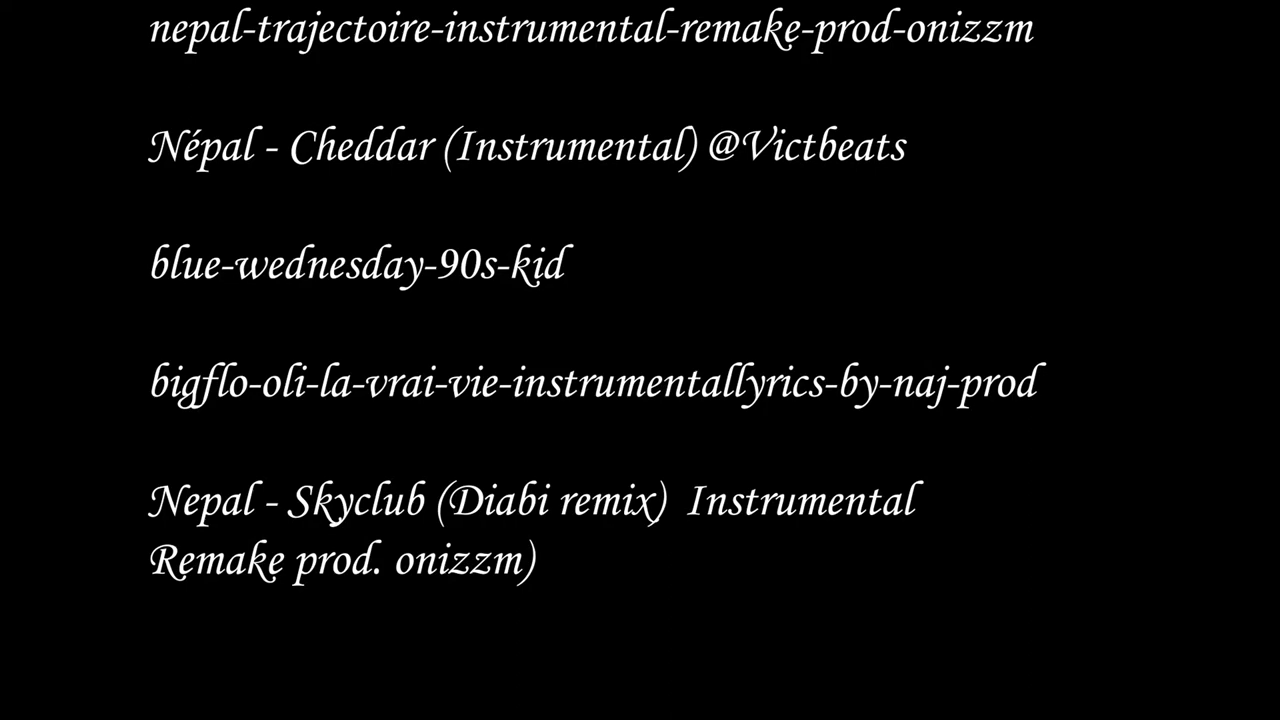 nepal-trajectoire-instrumental-remake-prod-onizzm
Népal - Cheddar (Instrumental) @Victbeats
blue-wednesday-90s-kid
bigflo-oli-la-vrai-vie-instrumentallyrics-by-naj-prod
Nepal - Skyclub (Diabi remix)  Instrumental
Remake prod. onizzm)